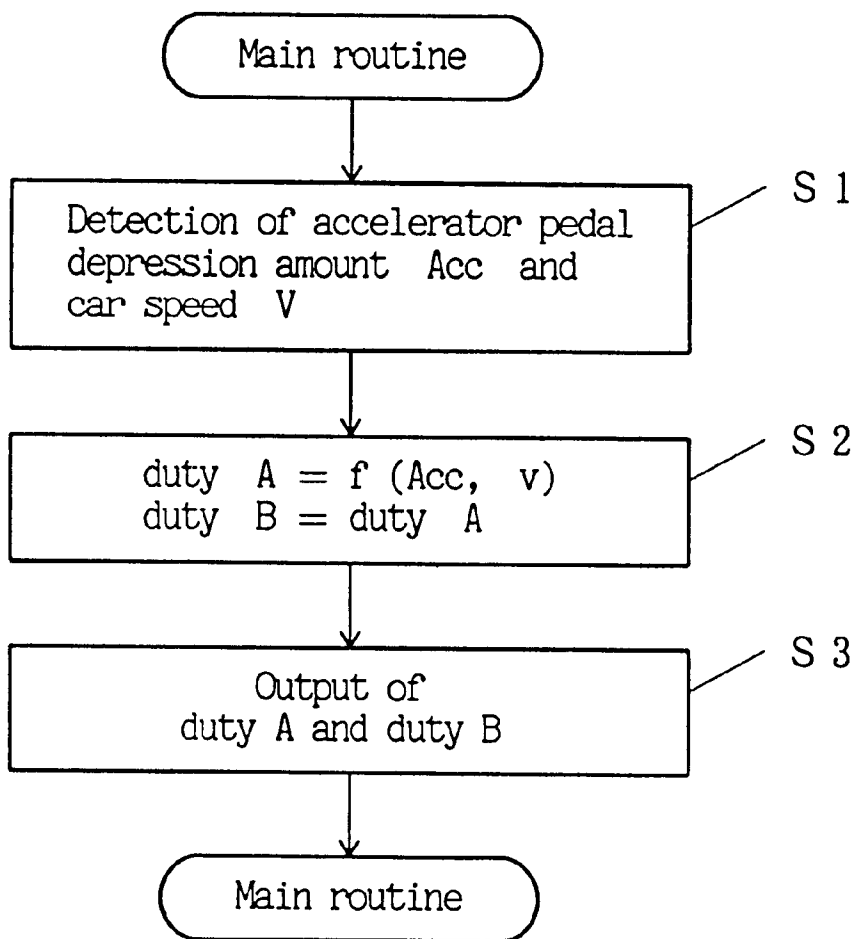 Main routine
S 1
Detection of accelerator pedal
depression amount Acc and
car speed V
S 2
duty A = f (Acc, v)
duty B = duty A
S 3
Output of
duty A and duty B
Main routine